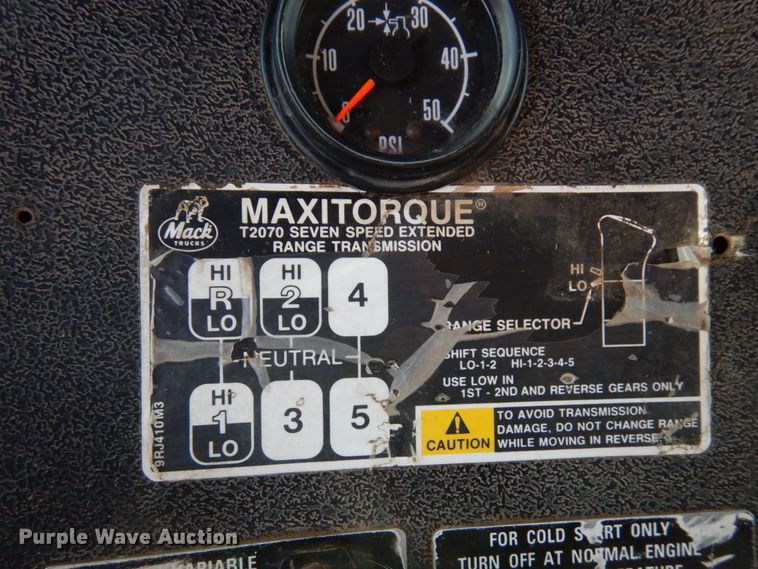 20 30
10 40
0 50
PSI
Mack
TRUCKS
MAXITORQUE®
T2070 SEVEN SPEED EXTENDED
RANGE TRANSMISSION
HI HI
R 2 4
LO LO
NEUTRAL
HI
1 3 5
LO
HI
LO
RANGE SELECTOR
SHIFT SEQUENCE
LO-1-2 HI-1-2-3-4-5
USE LOW IN
1ST - 2ND AND REVERSE GEARS ONLY
CAUTION
TO AVOID TRANSMISSION
DAMAGE, DO NOT CHANGE RANGE
WHILE MOVING IN REVERSE.
9RJ410M3
Purple Wave Auction
VARIABLE
FOR COLD START ONLY
TURN OFF AT NORMAL ENGINE